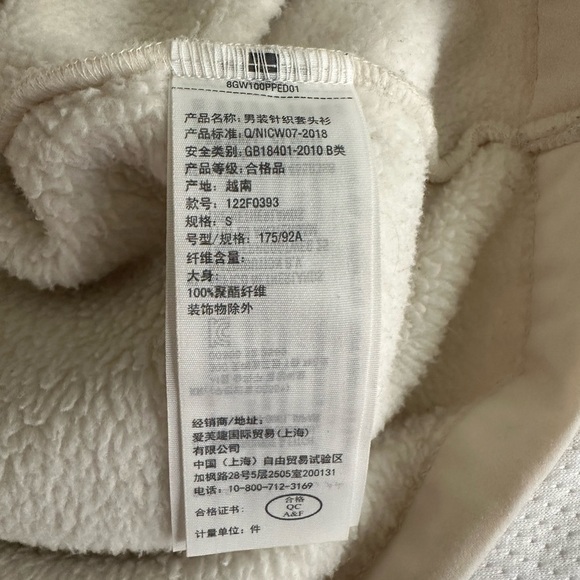 8GW100PPED01
产品名称: 男装针织套头衫
产品标准: Q/NICW07-2018
安全类别: GB18401-2010 B类
产品等级: 合格品
产地: 越南
款号: 122F0393
规格: S
号型/规格: 175/92A
纤维含量:
大身:
100%聚酯纤维
装饰物除外
经销商/地址:
爱芙趣国际贸易(上海)
有限公司
中国 (上海) 自由贸易试验区
加枫路28号5层2505室200131
电话: 10-800-712-3169
合格证书: 合格
QC
A&F
计量单位: 件